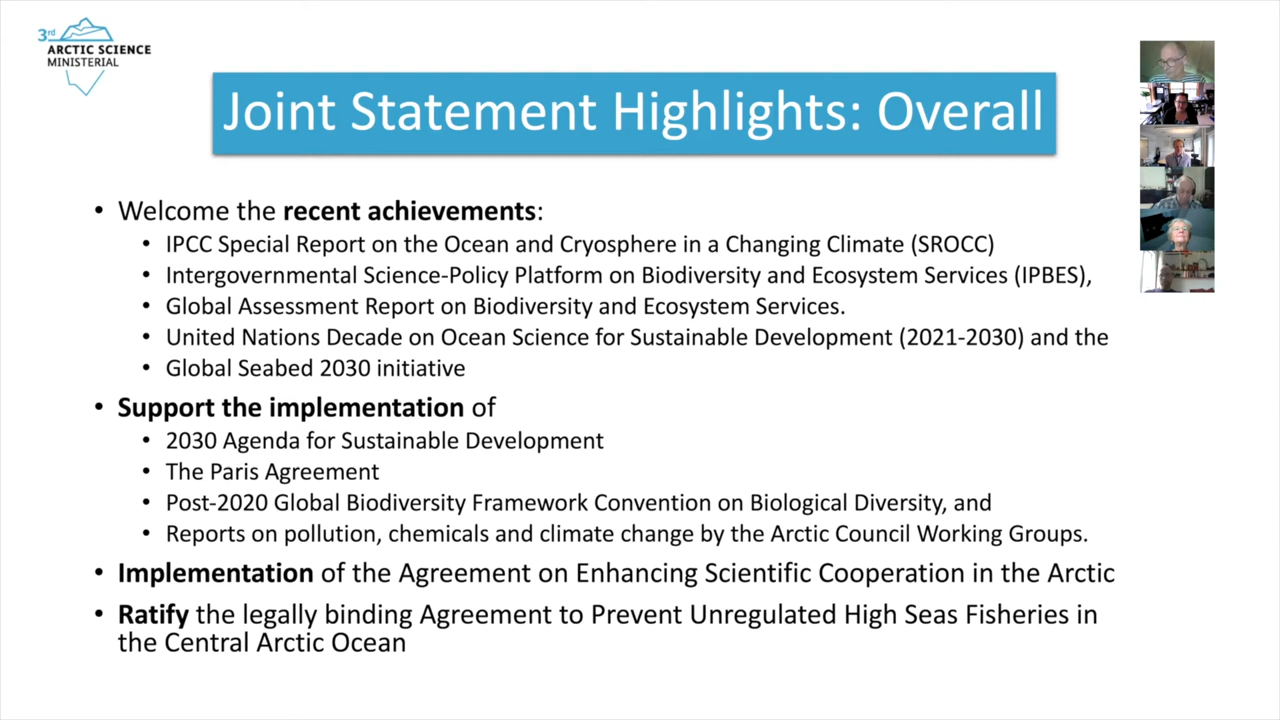 3rd
ARCTIC SCIENCE
MINISTERIAL
Joint Statement Highlights: Overall
• Welcome the recent achievements:
• IPCC Special Report on the Ocean and Cryosphere in a Changing Climate (SROCC)
• Intergovernmental Science-Policy Platform on Biodiversity and Ecosystem Services (IPBES),
• Global Assessment Report on Biodiversity and Ecosystem Services.
• United Nations Decade on Ocean Science for Sustainable Development (2021-2030) and the
• Global Seabed 2030 initiative
• Support the implementation of
• 2030 Agenda for Sustainable Development
• The Paris Agreement
• Post-2020 Global Biodiversity Framework Convention on Biological Diversity, and
• Reports on pollution, chemicals and climate change by the Arctic Council Working Groups.
• Implementation of the Agreement on Enhancing Scientific Cooperation in the Arctic
• Ratify the legally binding Agreement to Prevent Unregulated High Seas Fisheries in
the Central Arctic Ocean